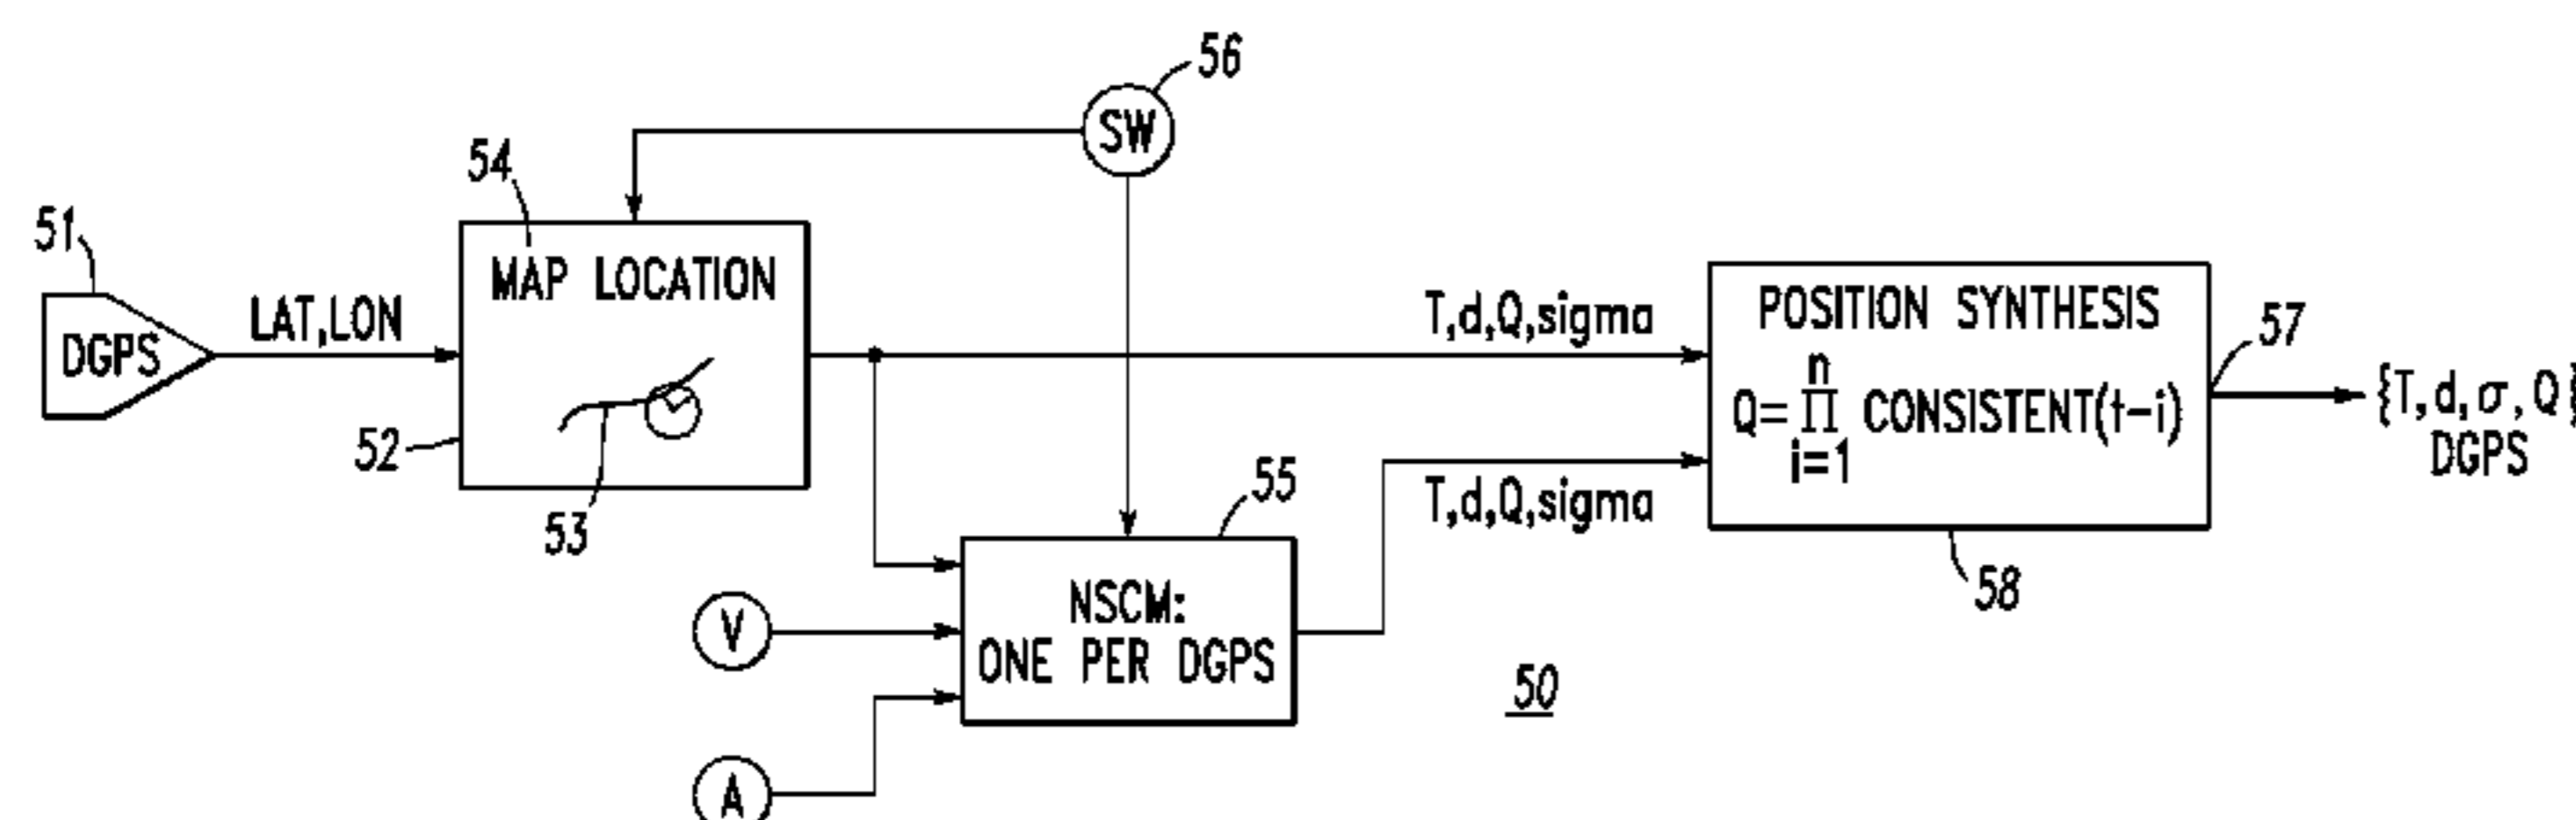 56
SW
54
51
MAP LOCATION
DGPS
LAT,LON
52
53
T,d,Q,sigma
POSITION SYNTHESIS
n
Q=∏ CONSISTENT(t-i)
i=1
57
{T,d,σ,Q}
DGPS
T,d,Q,sigma
58
55
NSCM:
ONE PER DGPS
V
A
50